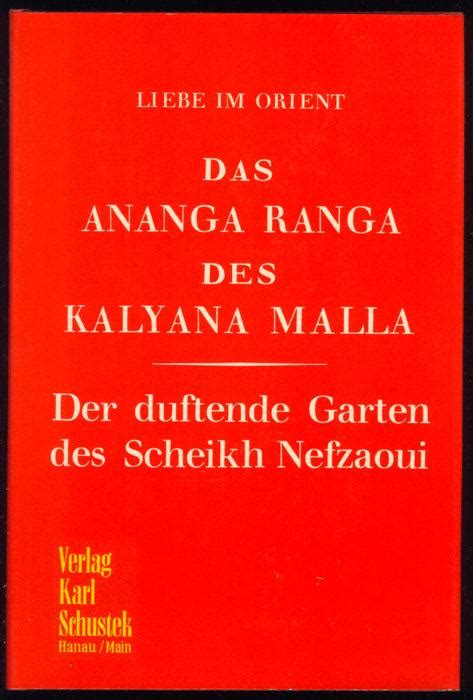 LIEBE IM ORIENT
DAS
ANANGA RANGA
DES
KALYANA MALLA
Der duftende Garten
des Scheikh Nefzaoui
Verlag
Karl
Schustek
Hanau / Main